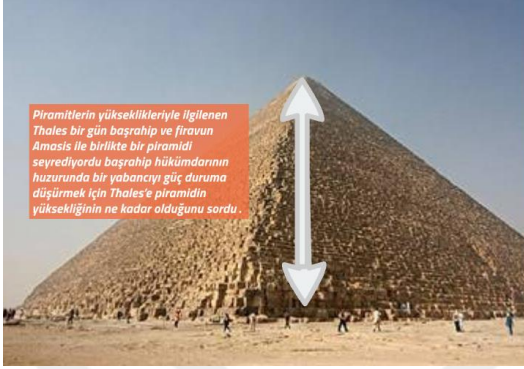 Piramitlerin yükseklikleriyle ilgilenen
Thales bir gün başrahip ve firavun
Amasis ile birlikte bir piramidi
seyrediyordu başrahip hükümdarının
huzurunda bir yabancıyı güç duruma
düşürmek için Thales'e piramidin
yüksekliğinin ne kadar olduğunu sordu.